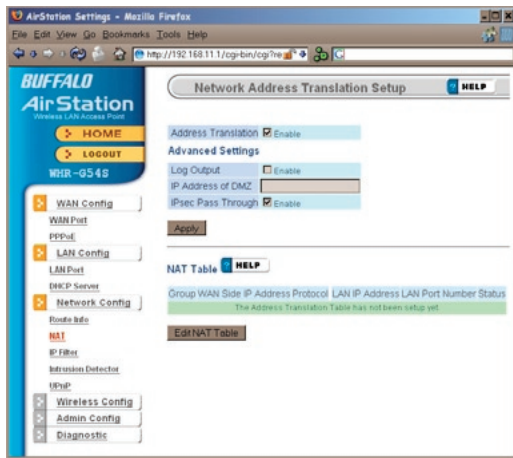 AirStation Settings - Mozilla Firefox
File Edit View Go Bookmarks Tools Help
http://192.168.11.1/cgi-bin/cgi?re
BUFFALO
AirStation
Wireless LAN Access Point
HOME
LOGOUT
WHR-G54S
WAN Config
WAN Port
PPPoE
LAN Config
LAN Port
DHCP Server
Network Config
Route Info
NAT
IP Filter
Intrusion Detector
UPnP
Wireless Config
Admin Config
Diagnostic
Network Address Translation Setup
HELP
Address Translation Enable
Advanced Settings
Log Output Enable
IP Address of DMZ
IPsec Pass Through Enable
Apply
NAT Table HELP
Group WAN Side IP Address Protocol LAN IP Address LAN Port Number Status
The Address Translation Table has not been setup yet
Edit NAT Table